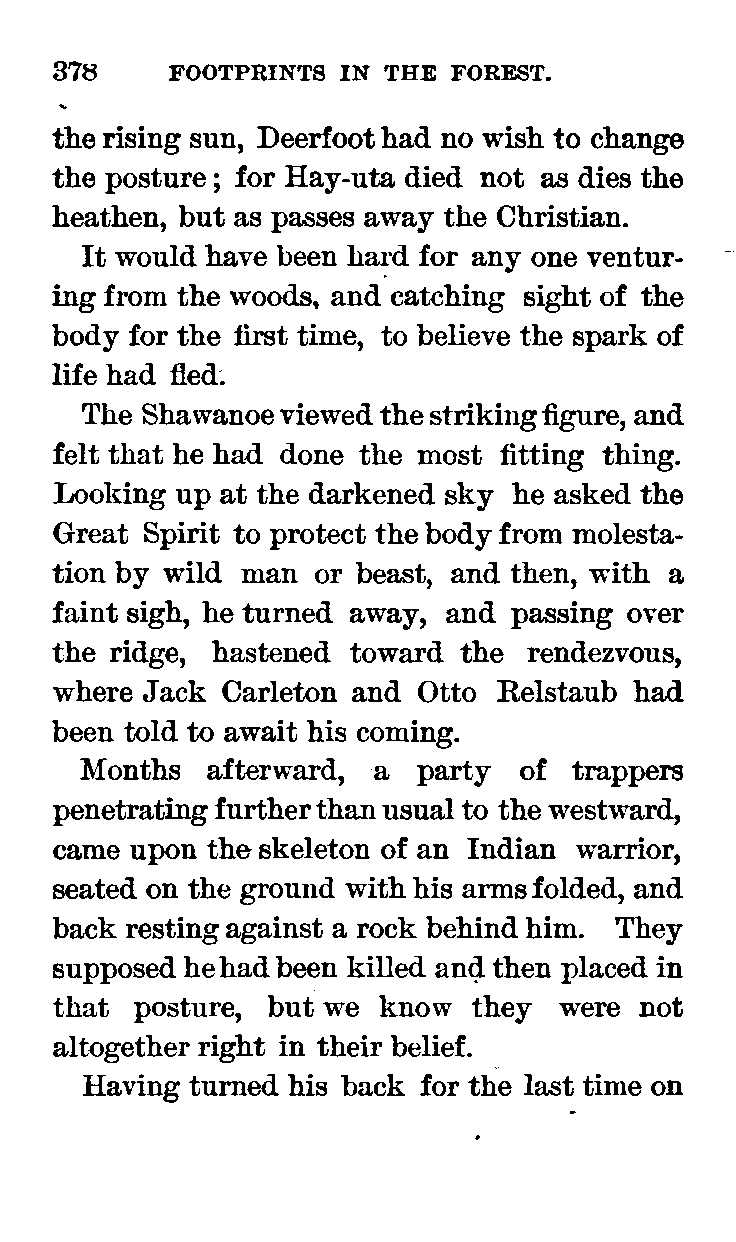 378 FOOTPRINTS IN THE FOREST.
the rising sun, Deerfoot had no wish to change
the posture; for Hay-uta died not as dies the
heathen, but as passes away the Christian.
It would have been hard for any one ventur-
ing from the woods, and catching sight of the
body for the first time, to believe the spark of
life had fled.
The Shawanoe viewed the striking figure, and
felt that he had done the most fitting thing.
Looking up at the darkened sky he asked the
Great Spirit to protect the body from molesta-
tion by wild man or beast, and then, with a
faint sigh, he turned away, and passing over
the ridge, hastened toward the rendezvous,
where Jack Carleton and Otto Relstaub had
been told to await his coming.
Months afterward, a party of trappers
penetrating further than usual to the westward,
came upon the skeleton of an Indian warrior,
seated on the ground with his arms folded, and
back resting against a rock behind him. They
supposed he had been killed and then placed in
that posture, but we know they were not
altogether right in their belief.
Having turned his back for the last time on